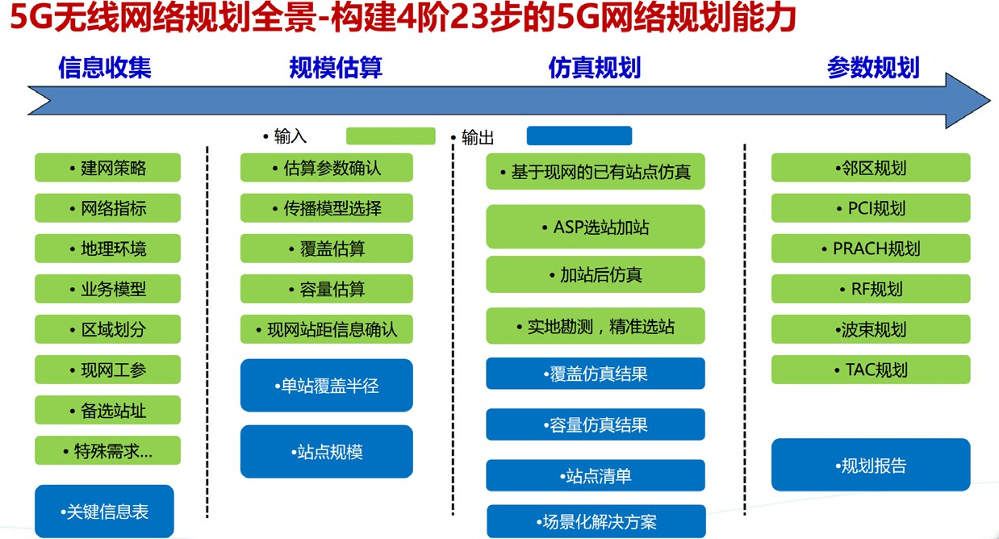 5G无线网络规划全景-构建4阶23步的5G网络规划能力
信息收集
规模估算
仿真规划
参数规划
• 输入
• 输出
• 建网策略
• 网络指标
• 地理环境
• 业务模型
• 区域划分
• 现网工参
• 备选站址
• 特殊需求...
•关键信息表
• 估算参数确认
• 传播模型选择
• 覆盖估算
• 容量估算
• 现网站距信息确认
•单站覆盖半径
•站点规模
• 基于现网的已有站点仿真
• ASP选站加站
• 加站后仿真
• 实地勘测，精准选站
•覆盖仿真结果
•容量仿真结果
•站点清单
•场景化解决方案
•邻区规划
• PCI规划
• PRACH规划
• RF规划
•波束规划
• TAC规划
•规划报告